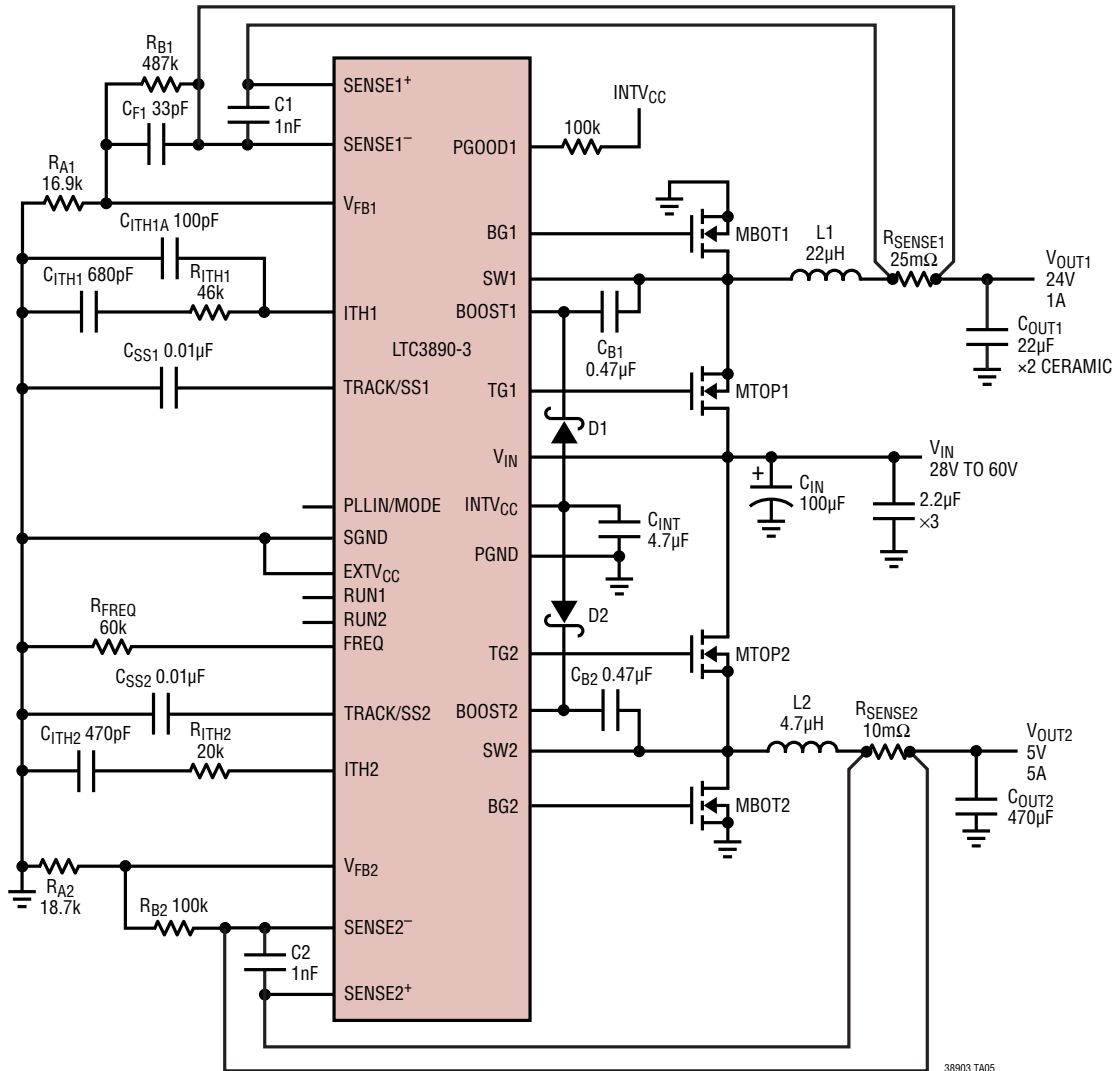 RB1
487k
CF1 33pF
C1
1nF
RA1
16.9k
CITH1A 100pF
CITH1 680pF
RITH1
46k
CSS1 0.01µF
RFREQ
60k
CSS2 0.01µF
CITH2 470pF
RITH2
20k
RA2
18.7k
RB2 100k
C2
1nF
SENSE1+
SENSE1–
VFB1
ITH1
TRACK/SS1
PLLIN/MODE
SGND
EXTVCC
RUN1
RUN2
FREQ
TRACK/SS2
ITH2
VFB2
SENSE2–
SENSE2+
LTC3890-3
PGOOD1
BG1
SW1
BOOST1
TG1
VIN
INTVCC
PGND
TG2
BOOST2
SW2
BG2
INTVCC
100k
MBOT1
L1
22µH
RSENSE1
25mΩ
VOUT1
24V
1A
COUT1
22µF
×2 CERAMIC
CB1
0.47µF
MTOP1
D1
VIN
28V TO 60V
CIN
100µF
+
2.2µF
×3
CINT
4.7µF
D2
MTOP2
CB2 0.47µF
L2
4.7µH
RSENSE2
10mΩ
VOUT2
5V
5A
COUT2
470µF
MBOT2
38903 TA05